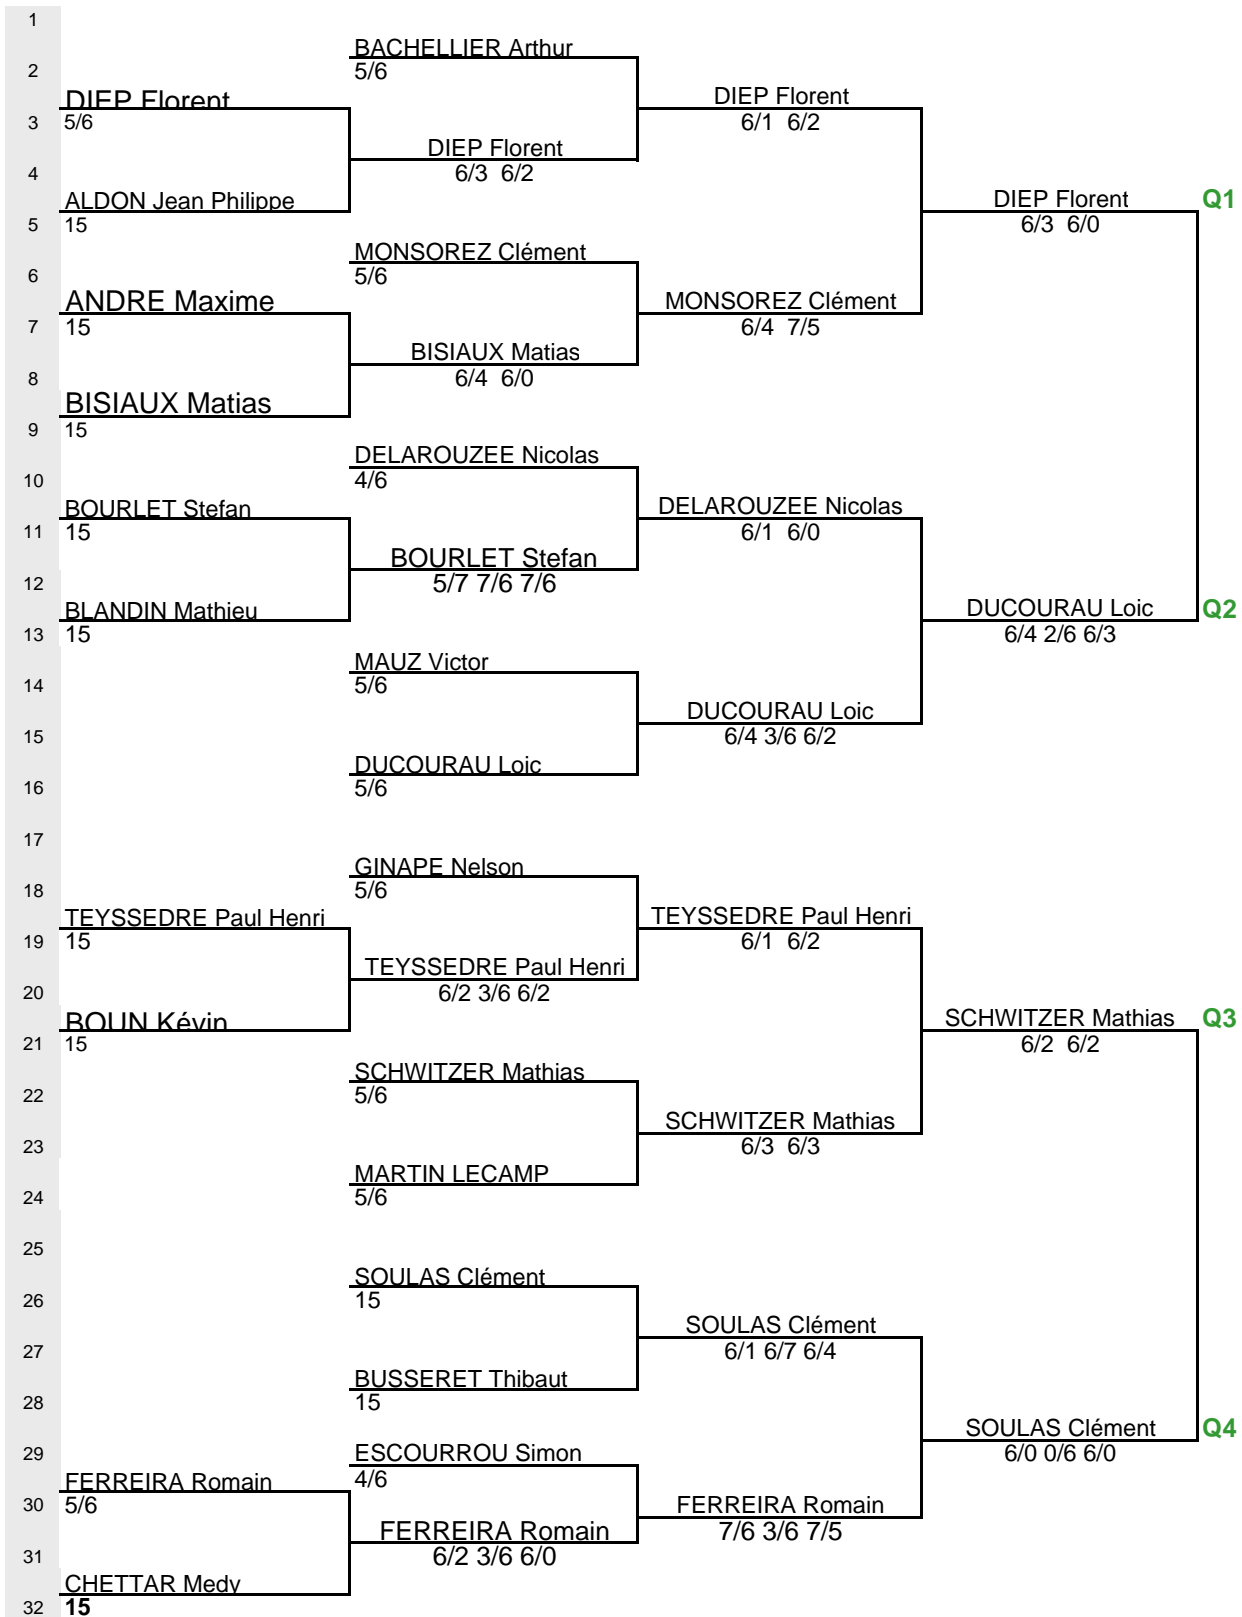 1
BACHELLIER Arthur
2
5/6
DIEP Florent
DIEP Florent
3
5/6
6/1 6/2
DIEP Florent
4
6/3 6/2
ALDON Jean Philippe
DIEP Florent
Q1
5
15
6/3 6/0
MONSOREZ Clément
6
5/6
ANDRE Maxime
MONSOREZ Clément
7
15
6/4 7/5
BISIAUX Matias
8
6/4 6/0
BISIAUX Matias
9
15
DELAROUZEE Nicolas
10
4/6
BOURLET Stefan
DELAROUZEE Nicolas
11
15
6/1 6/0
BOURLET Stefan
12
5/7 7/6 7/6
BLANDIN Mathieu
DUCOURAU Loic
Q2
13
15
6/4 2/6 6/3
MAUZ Victor
14
5/6
DUCOURAU Loic
15
6/4 3/6 6/2
DUCOURAU Loic
16
5/6
17
GINAPE Nelson
18
5/6
TEYSSEDRE Paul Henri
TEYSSEDRE Paul Henri
19
15
6/1 6/2
TEYSSEDRE Paul Henri
20
6/2 3/6 6/2
BOUN Kévin
SCHWITZER Mathias
Q3
21
15
6/2 6/2
SCHWITZER Mathias
22
5/6
SCHWITZER Mathias
23
6/3 6/3
MARTIN LECAMP
24
5/6
25
SOULAS Clément
26
15
SOULAS Clément
27
6/1 6/7 6/4
BUSSERET Thibaut
28
15
SOULAS Clément
Q4
29
6/0 0/6 6/0
ESCOURROU Simon
4/6
FERREIRA Romain
30
5/6
FERREIRA Romain
7/6 3/6 7/5
FERREIRA Romain
31
6/2 3/6 6/0
CHETTAR Medy
32
15